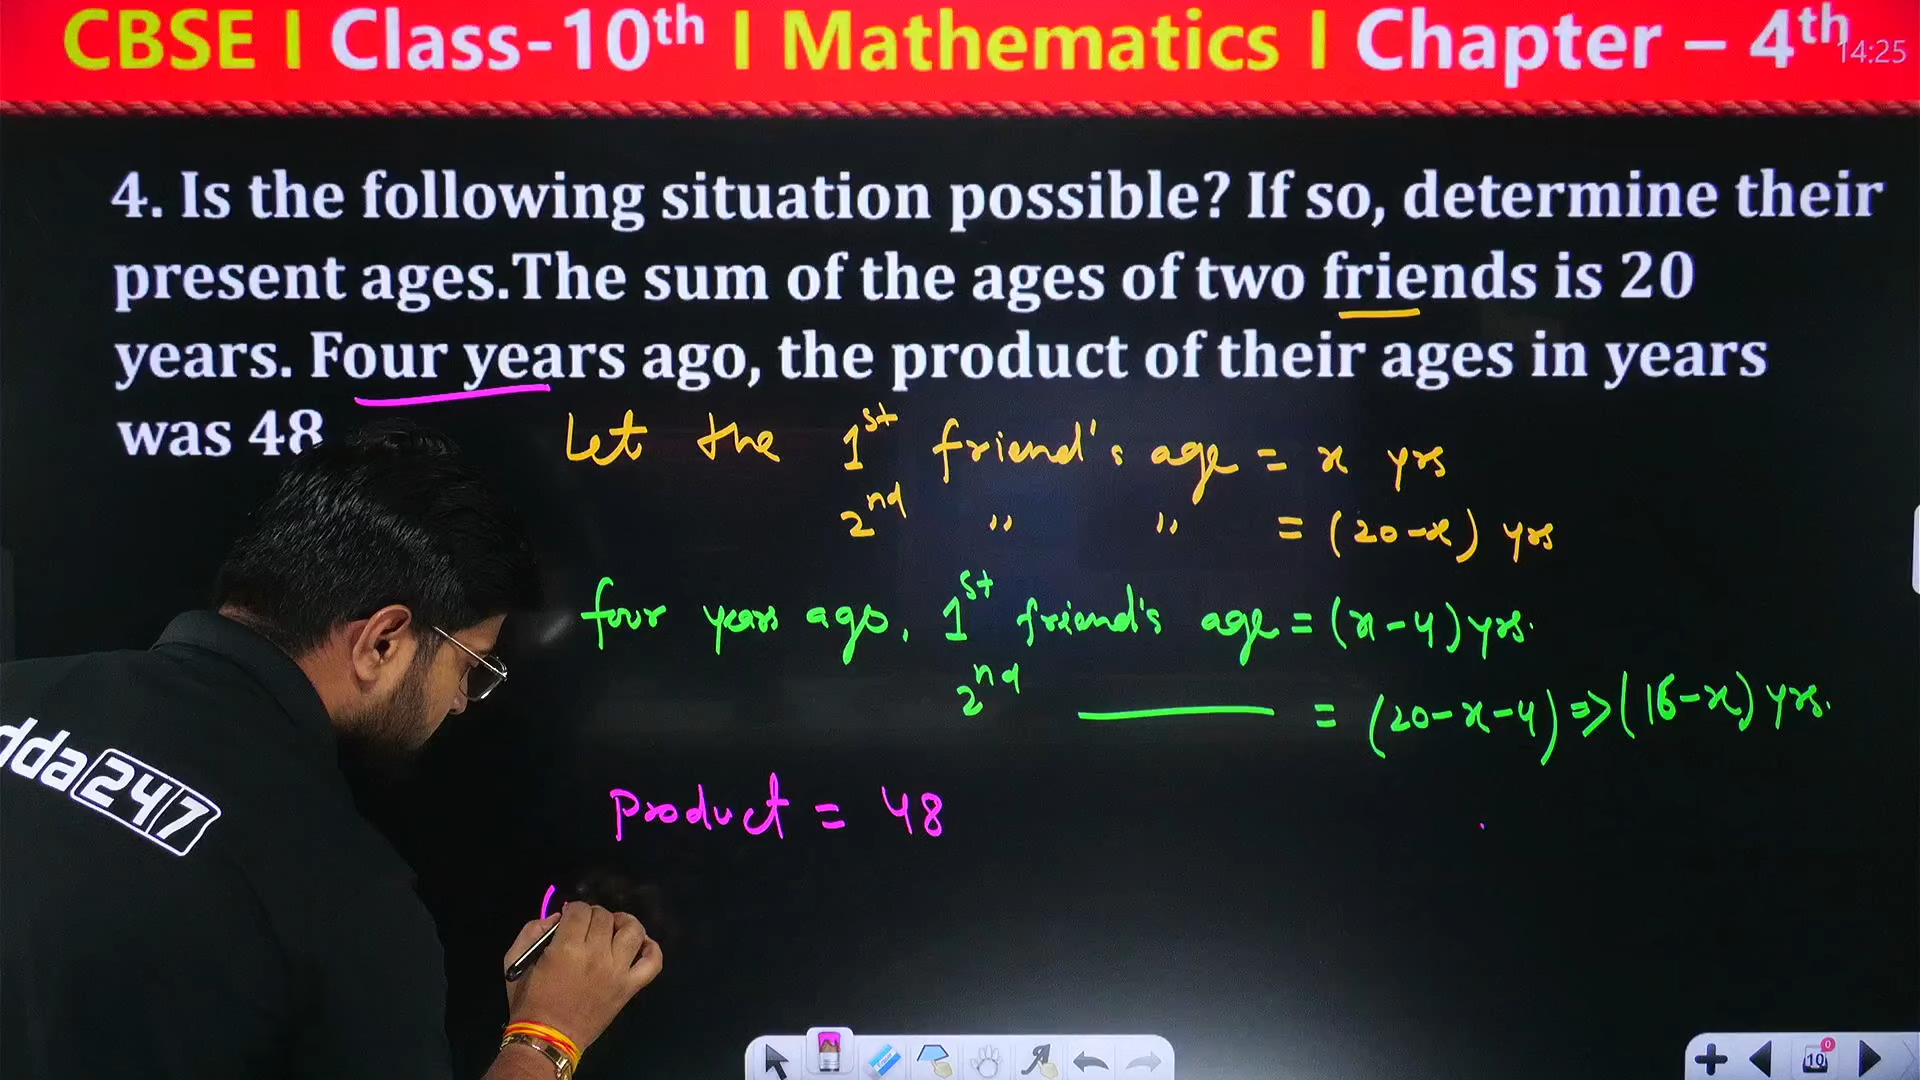 CBSE I Class-10th I Mathematics I Chapter – 4th
14:25
4. Is the following situation possible? If so, determine their
present ages.The sum of the ages of two friends is 20
years. Four years ago, the product of their ages in years
was 48
Let the 1st friend's age = x yrs
2nd " " = (20-x) yrs
four years ago, 1st friend's age = (x-4) yrs.
2nd ——— = (20-x-4) => (16-x) yrs.
Product = 48
(
dda247
10
0